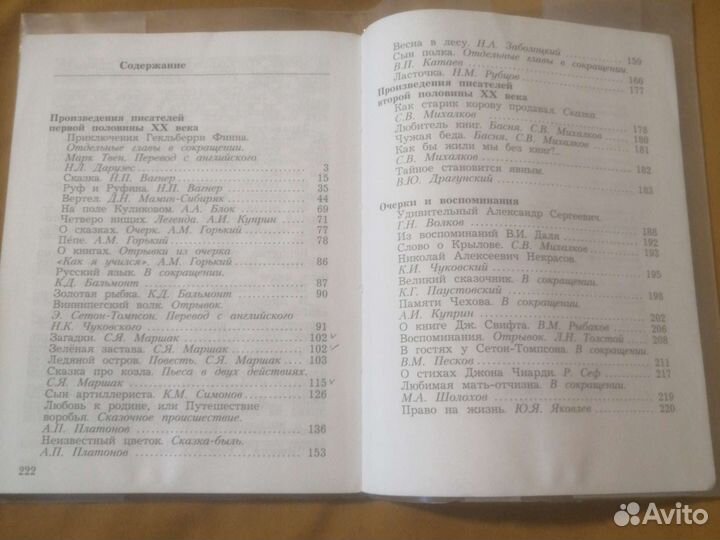 Содержание
Произведения писателей
первой половины XX века
Приключения Гекльберри Финна.
Отдельные главы в сокращении.
Марк Твен. Перевод с английского
Н.Л. Дарузес ... 3
Сказка. Н.П. Вагнер ... 15
Руф и Руфина. Н.П. Вагнер ... 35
Вертел. Д.Н. Мамин-Сибиряк ... 44
На поле Куликовом. А.А. Блок ... 69
Четверо нищих. Легенда. А.И. Куприн ... 71
О сказках. Очерк. А.М. Горький ... 77
Пепе. А.М. Горький ... 78
О книгах. Отрывки из очерка
«Как я учился». А.М. Горький ... 86
Русский язык. В сокращении.
К.Д. Бальмонт ... 87
Золотая рыбка. К.Д. Бальмонт ... 90
Виннипегский волк. Отрывок.
Э. Сетон-Томпсон. Перевод с английского
Н.К. Чуковского ... 91
Загадки. С.Я. Маршак ... 102
Зелёная застава. С.Я. Маршак ... 102
Ледяной остров. Повесть. С.Я. Маршак ... 103
Сказка про козла. Пьеса в двух действиях.
С.Я. Маршак ... 115
Сын артиллериста. К.М. Симонов ... 126
Любовь к родине, или Путешествие
воробья. Сказочное происшествие.
А.П. Платонов ... 136
Неизвестный цветок. Сказка-быль.
А.П. Платонов ... 153
222
Весна в лесу. Н.А. Заболоцкий ... 159
Сын полка. Отдельные главы в сокращении.
В.П. Катаев ... 166
Ласточка. Н.М. Рубцов ... 177
Произведения писателей
второй половины XX века
Как старик корову продавал. Сказка.
С.В. Михалков ... 178
Любитель книг. Басня. С.В. Михалков ... 180
Чужая беда. Басня. С.В. Михалков ... 181
Как бы жили мы без книг?..
С.В. Михалков ... 182
Тайное становится явным.
В.Ю. Драгунский ... 183
Очерки и воспоминания
Удивительный Александр Сергеевич.
Г.Н. Волков ... 188
Из воспоминаний В.И. Даля ... 192
Слово о Крылове. С.В. Михалков ... 193
Николай Алексеевич Некрасов.
К.И. Чуковский ... 195
Великий сказочник. В сокращении.
К.Г. Паустовский ... 198
Памяти Чехова. В сокращении.
А.И. Куприн ... 202
О книге Дж. Свифта. В.М. Рыбаков ... 206
Воспоминания. Отрывок. Л.Н. Толстой ... 208
В гостях у Сетон-Томпсона. В сокращении.
В.М. Песков ... 211
О стихах Джона Чиарди. Р. Сеф ... 217
Любимая мать-отчизна. В сокращении.
М.А. Шолохов ... 219
Право на жизнь. Ю.Я. Яковлев ... 220
Avito